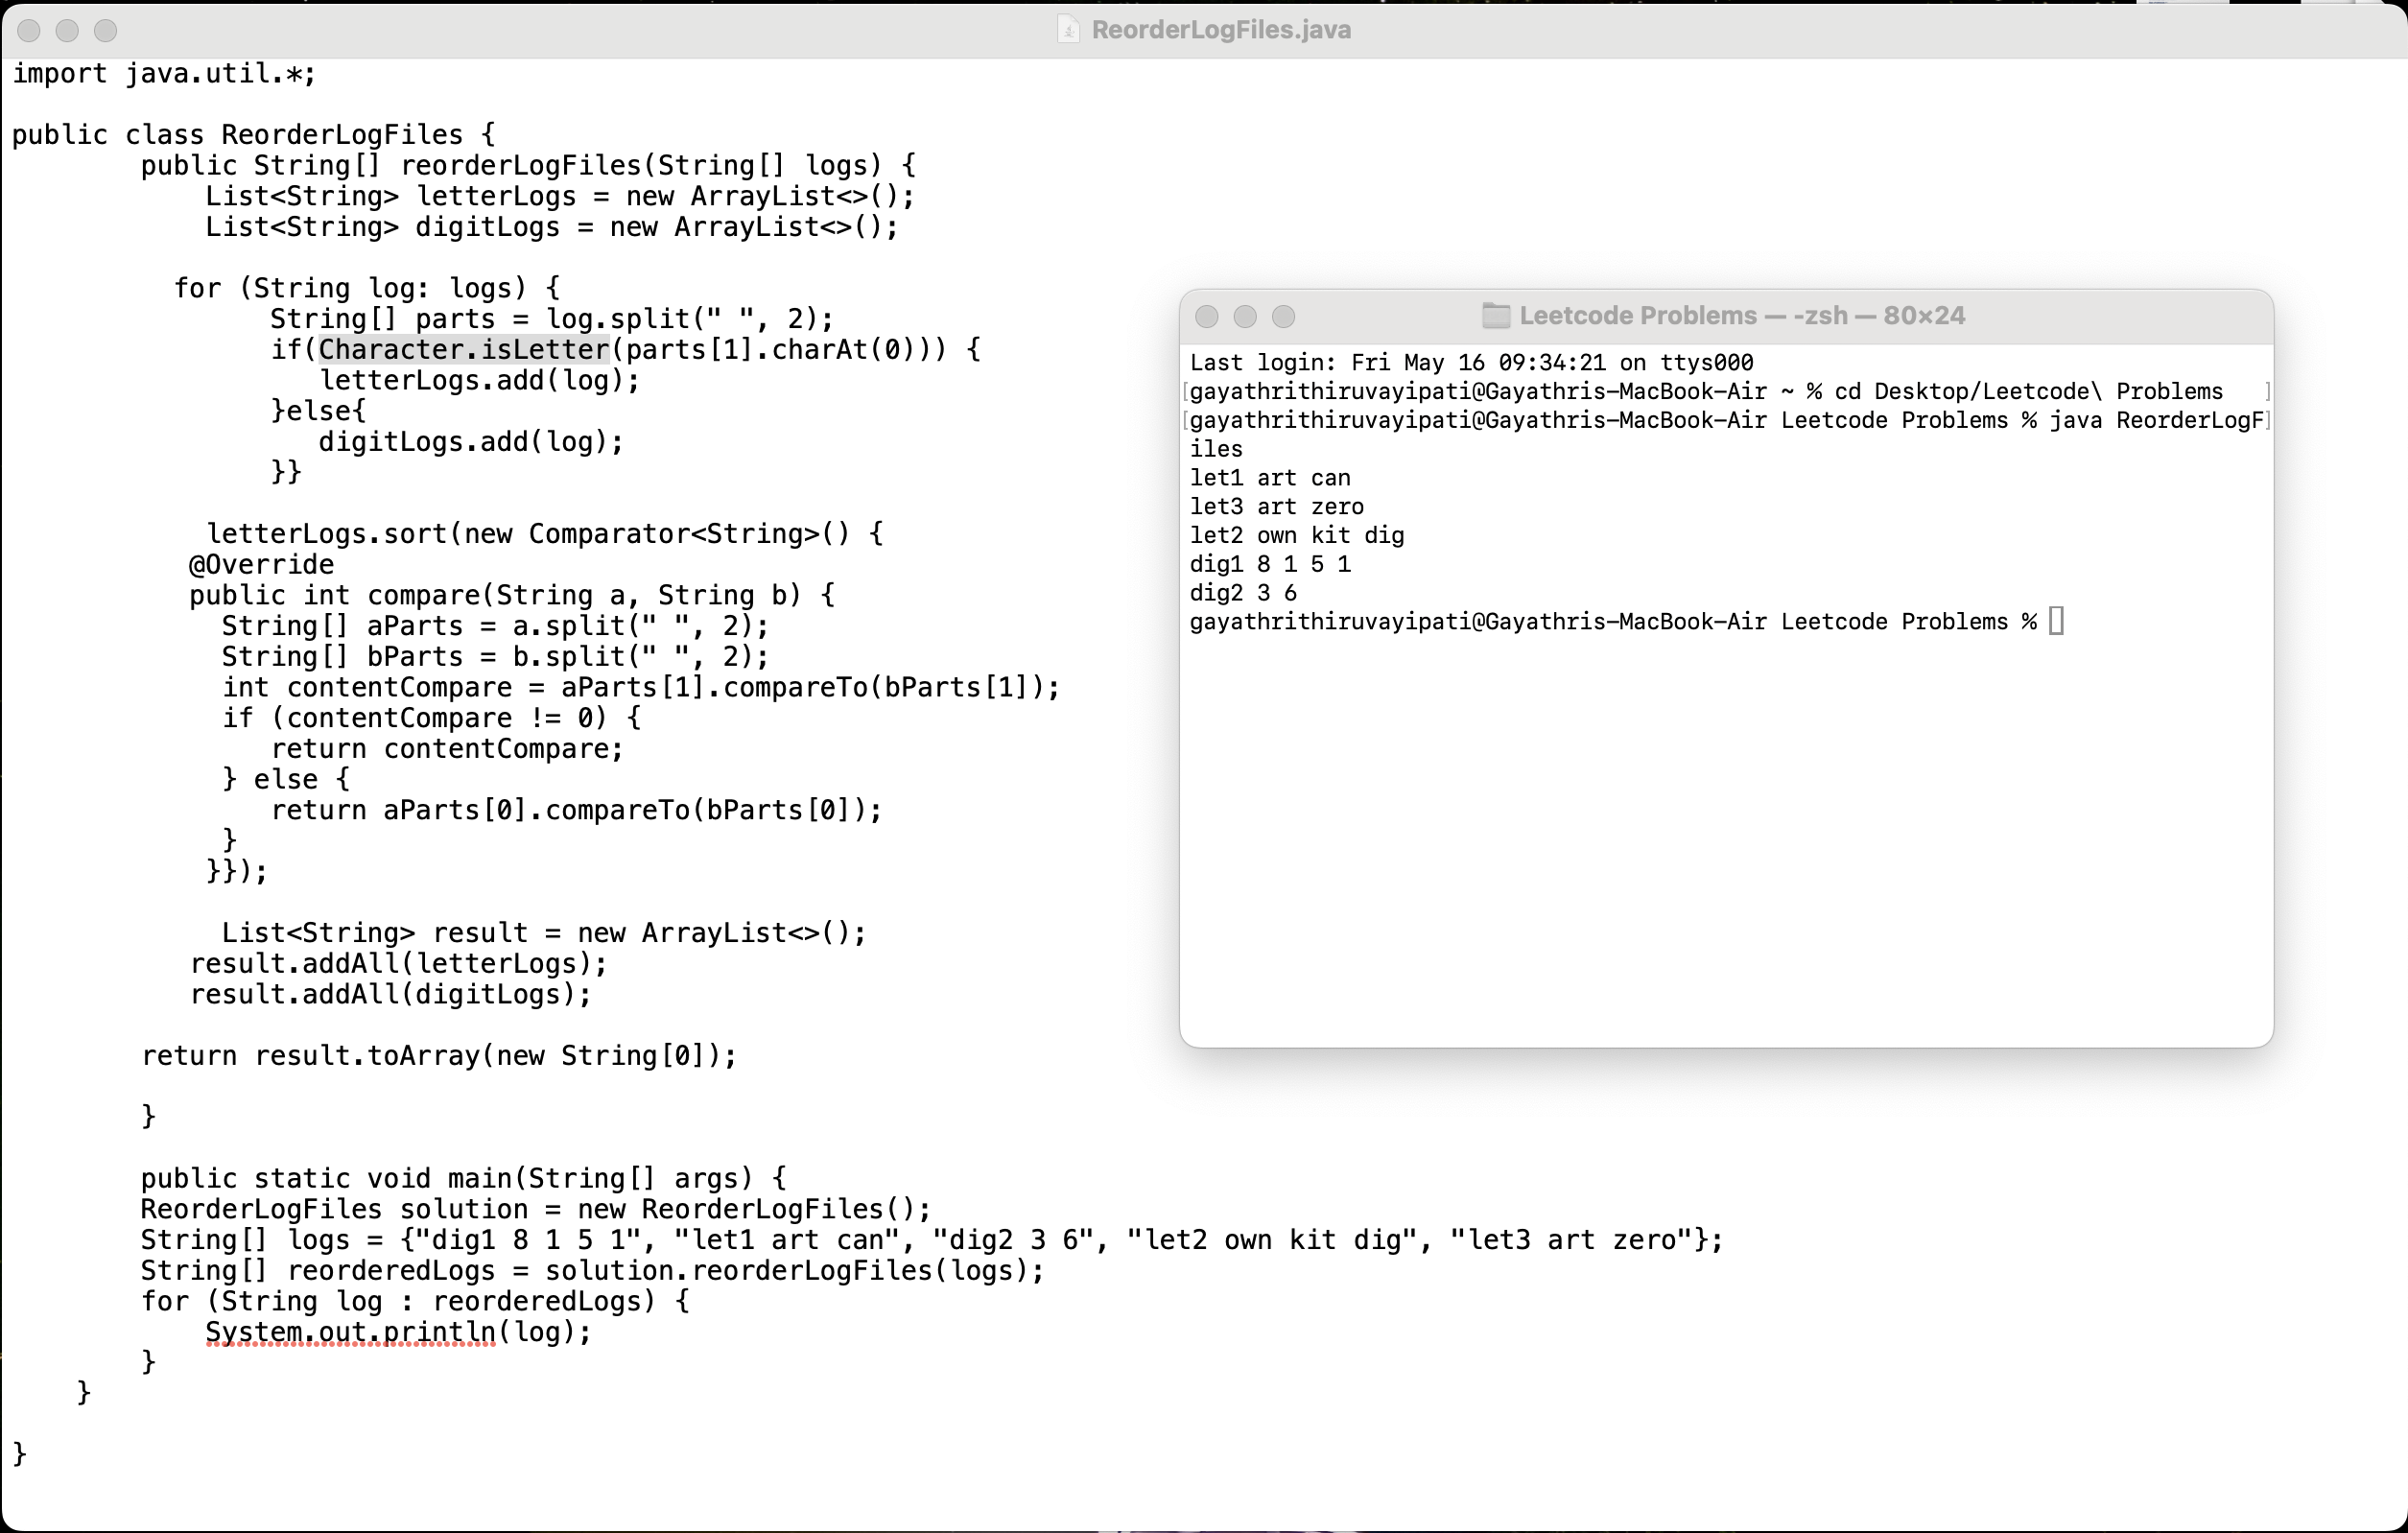 ReorderLogFiles.java
import java.util.*;
public class ReorderLogFiles {
public String[] reorderLogFiles(String[] logs) {
List<String> letterLogs = new ArrayList<>();
List<String> digitLogs = new ArrayList<>();
for (String log: logs) {
String[] parts = log.split(" ", 2);
if(Character.isLetter(parts[1].charAt(0))) {
letterLogs.add(log);
}else{
digitLogs.add(log);
}}
letterLogs.sort(new Comparator<String>() {
@Override
public int compare(String a, String b) {
String[] aParts = a.split(" ", 2);
String[] bParts = b.split(" ", 2);
int contentCompare = aParts[1].compareTo(bParts[1]);
if (contentCompare != 0) {
return contentCompare;
} else {
return aParts[0].compareTo(bParts[0]);
}
}});
List<String> result = new ArrayList<>();
result.addAll(letterLogs);
result.addAll(digitLogs);
return result.toArray(new String[0]);
}
public static void main(String[] args) {
ReorderLogFiles solution = new ReorderLogFiles();
String[] logs = {"dig1 8 1 5 1", "let1 art can", "dig2 3 6", "let2 own kit dig", "let3 art zero"};
String[] reorderedLogs = solution.reorderLogFiles(logs);
for (String log : reorderedLogs) {
System.out.println(log);
}
}
}
Leetcode Problems — -zsh — 80×24
Last login: Fri May 16 09:34:21 on ttys000
[gayathrithiruvayipati@Gayathris-MacBook-Air ~ % cd Desktop/Leetcode\ Problems ]
[gayathrithiruvayipati@Gayathris-MacBook-Air Leetcode Problems % java ReorderLogF]
iles
let1 art can
let3 art zero
let2 own kit dig
dig1 8 1 5 1
dig2 3 6
gayathrithiruvayipati@Gayathris-MacBook-Air Leetcode Problems %